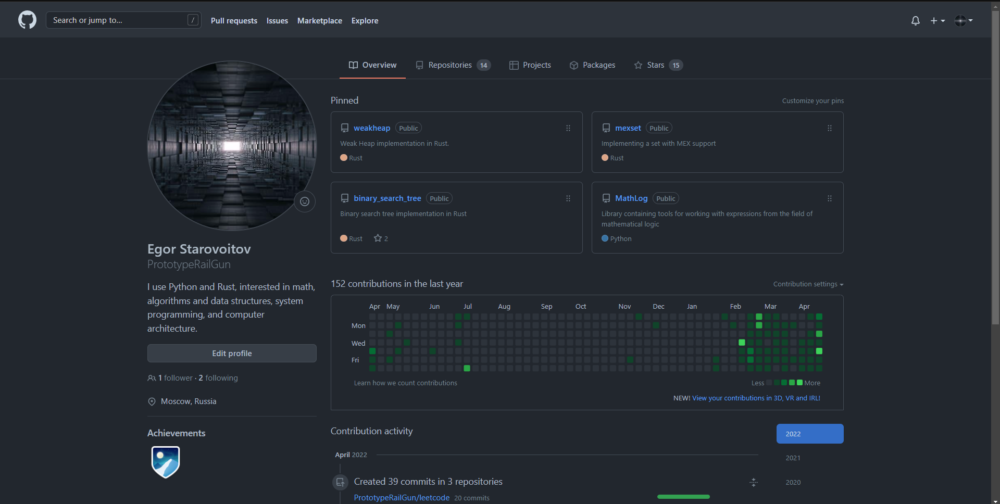 Search or jump to... / Pull requests Issues Marketplace Explore
Overview Repositories 14 Projects Packages Stars 15
Egor Starovoitov
PrototypeRailGun
I use Python and Rust, interested in math,
algorithms and data structures, system
programming, and computer
architecture.
Edit profile
1 follower · 2 following
Moscow, Russia
Achievements
Pinned Customize your pins
weakheap Public
Weak Heap implementation in Rust.
Rust
mexset Public
Implementing a set with MEX support
Rust
binary_search_tree Public
Binary search tree implementation in Rust
Rust 2
MathLog Public
Library containing tools for working with expressions from the field of
mathematical logic
Python
152 contributions in the last year Contribution settings
Apr May Jun Jul Aug Sep Oct Nov Dec Jan Feb Mar Apr
Mon
Wed
Fri
Learn how we count contributions Less More
NEW! View your contributions in 3D, VR and IRL!
Contribution activity
2022
2021
2020
April 2022
Created 39 commits in 3 repositories
PrototypeRailGun/leetcode 20 commits